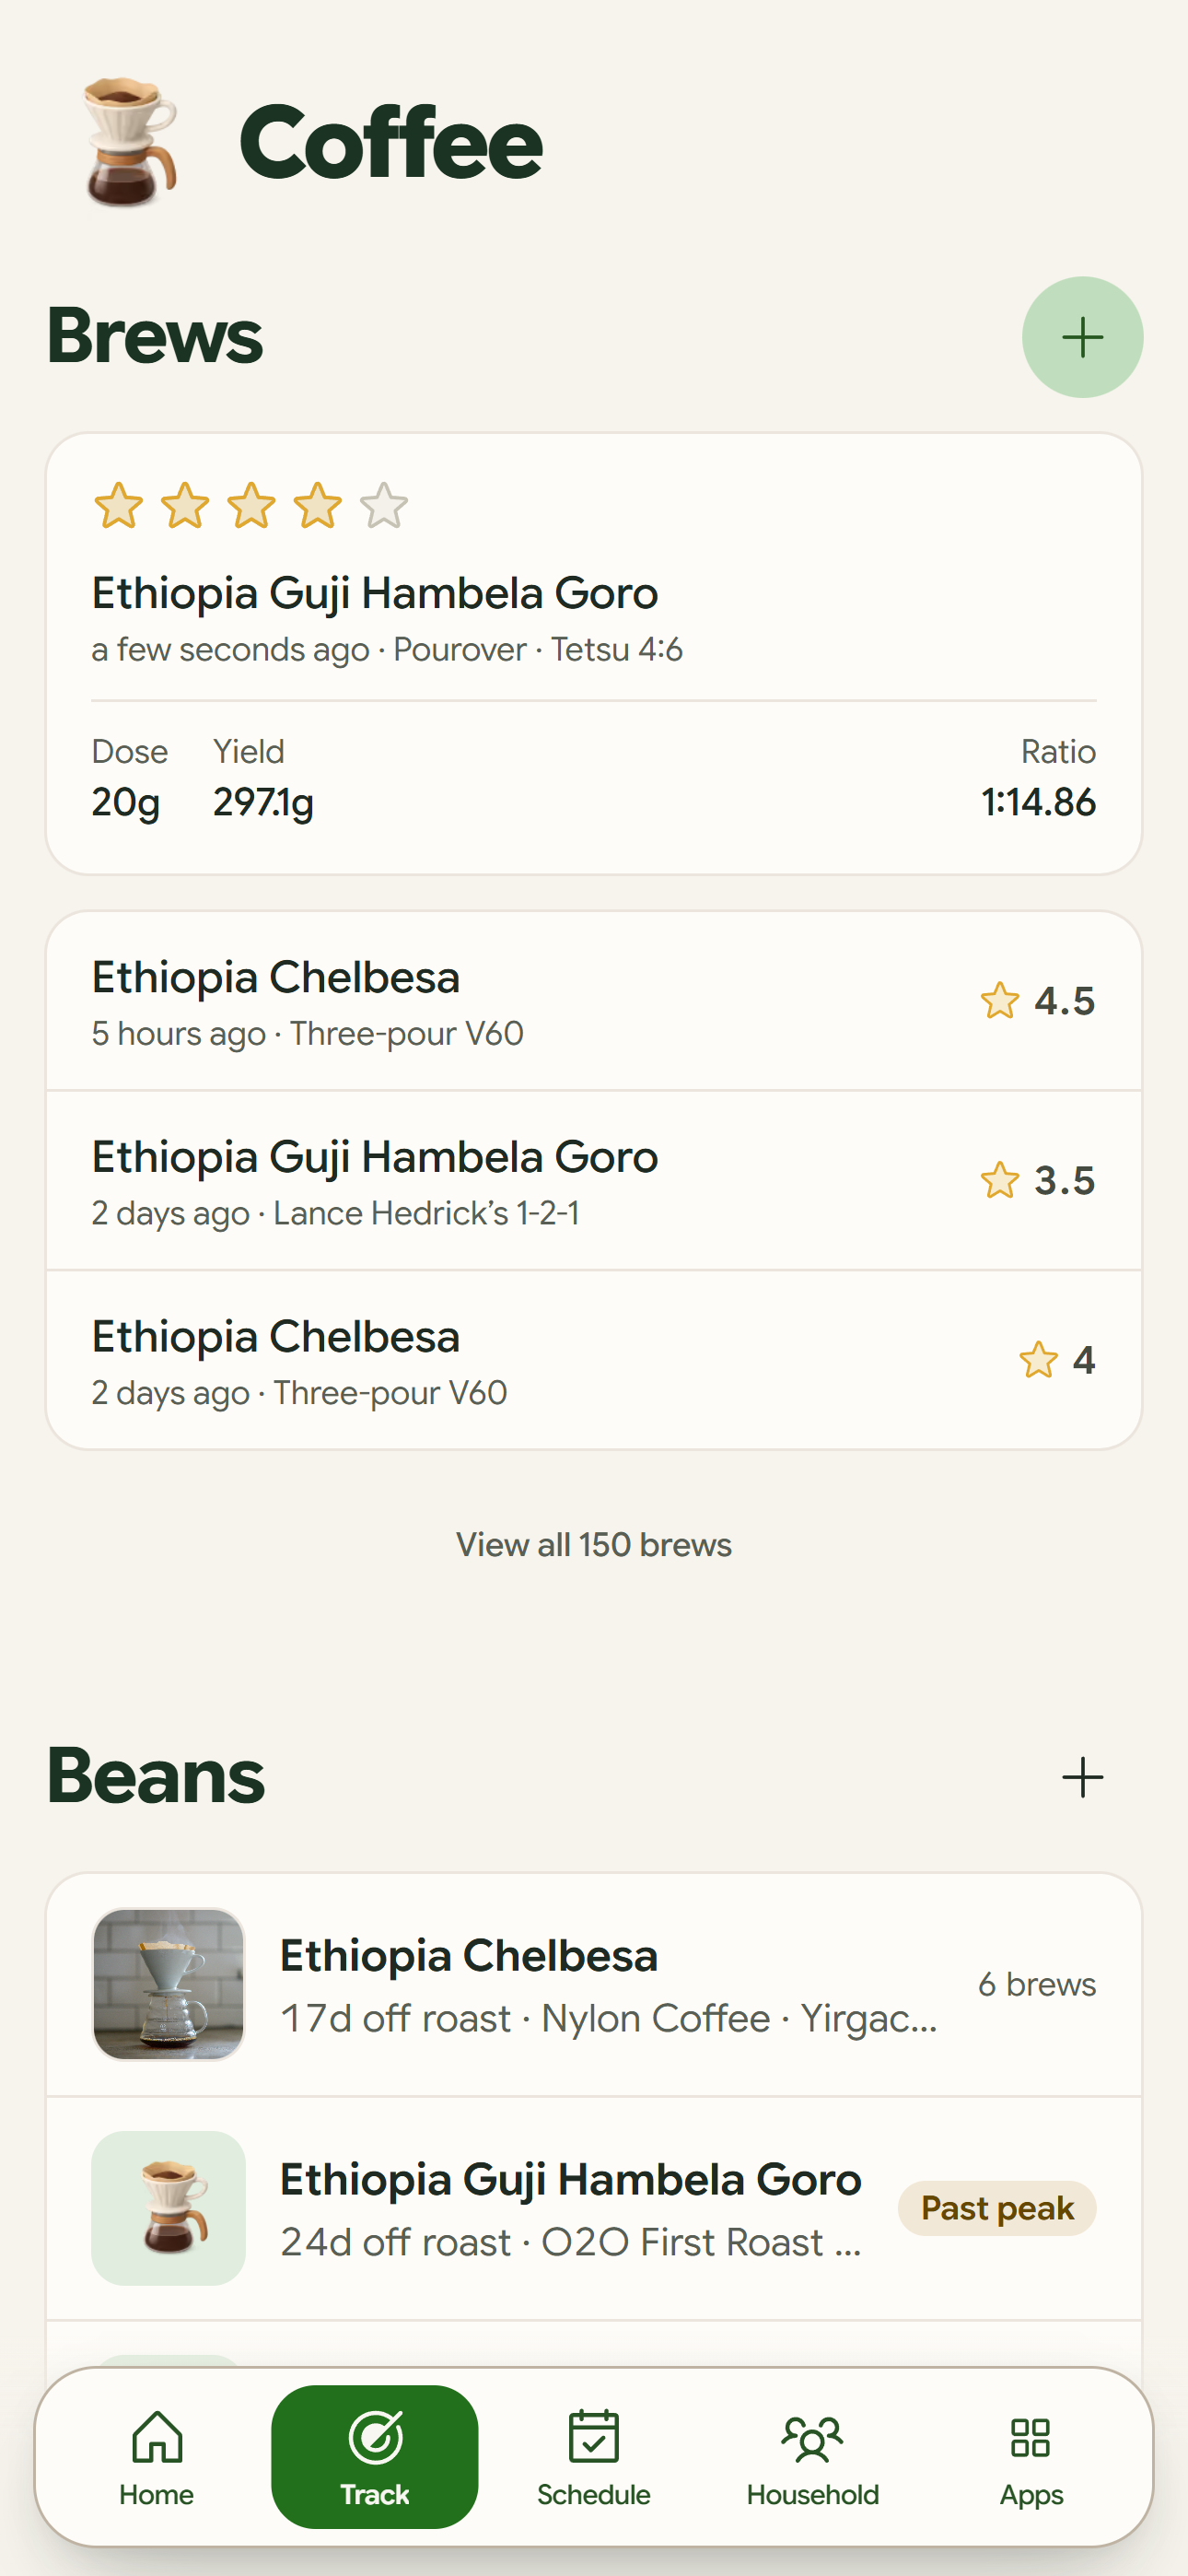 Coffee
Brews
Ethiopia Guji Hambela Goro
a few seconds ago · Pourover · Tetsu 4:6
Dose Yield Ratio
20g 297.1g 1:14.86
Ethiopia Chelbesa
5 hours ago · Three-pour V60
4.5
Ethiopia Guji Hambela Goro
2 days ago · Lance Hedrick’s 1-2-1
3.5
Ethiopia Chelbesa
2 days ago · Three-pour V60
4
View all 150 brews
Beans
Ethiopia Chelbesa
17d off roast · Nylon Coffee · Yirgac...
6 brews
Ethiopia Guji Hambela Goro
24d off roast · O2O First Roast ...
Past peak
Home Track Schedule Household Apps